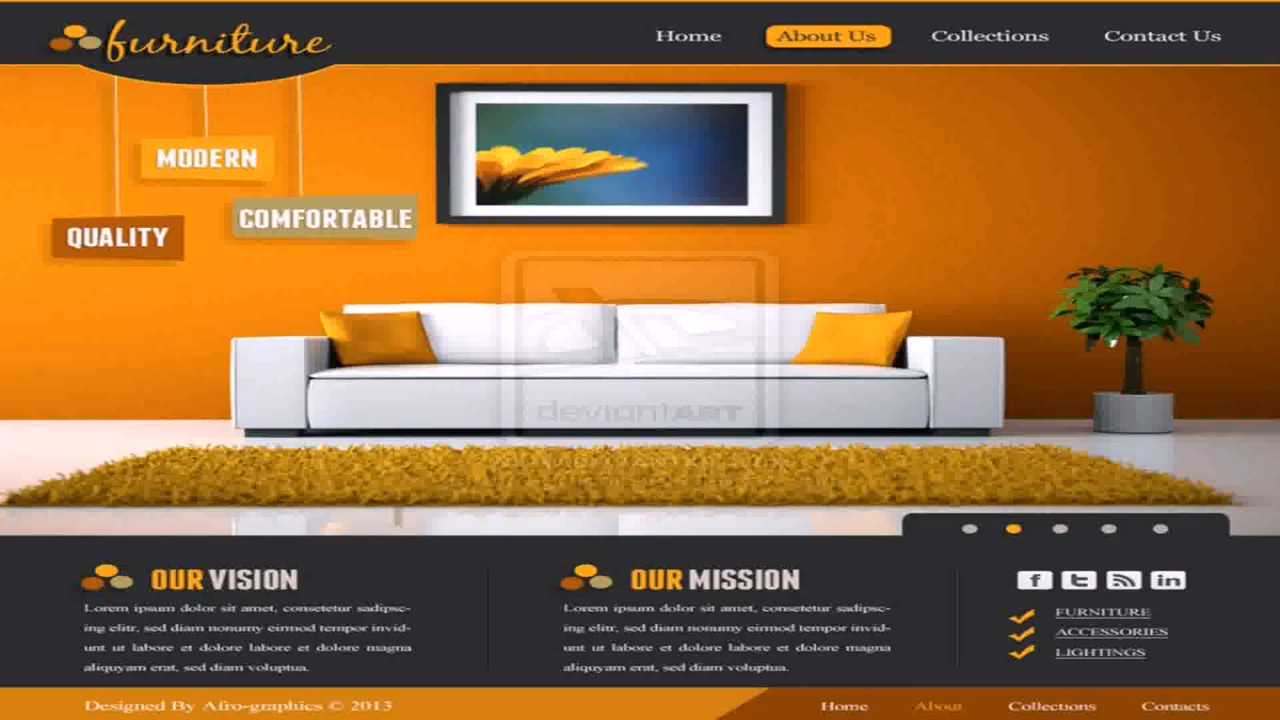 furniture
Home About Us Collections Contact Us
MODERN
COMFORTABLE
QUALITY
deviantART
OUR VISION
Lorem ipsum dolor sit amet, consetetur sadipsc-
ing elitr, sed diam nonumy eirmod tempor invid-
unt ut labore et dolore labore et dolore magna
aliquyam erat, sed diam voluptua.
OUR MISSION
Lorem ipsum dolor sit amet, consetetur sadipsc-
ing elitr, sed diam nonumy eirmod tempor invid-
unt ut labore et dolore labore et dolore magna
aliquyam erat, sed diam voluptua.
f t in
FURNITURE
ACCESSORIES
LIGHTINGS
Designed By Afro-graphics © 2013
Home About Collections Contacts